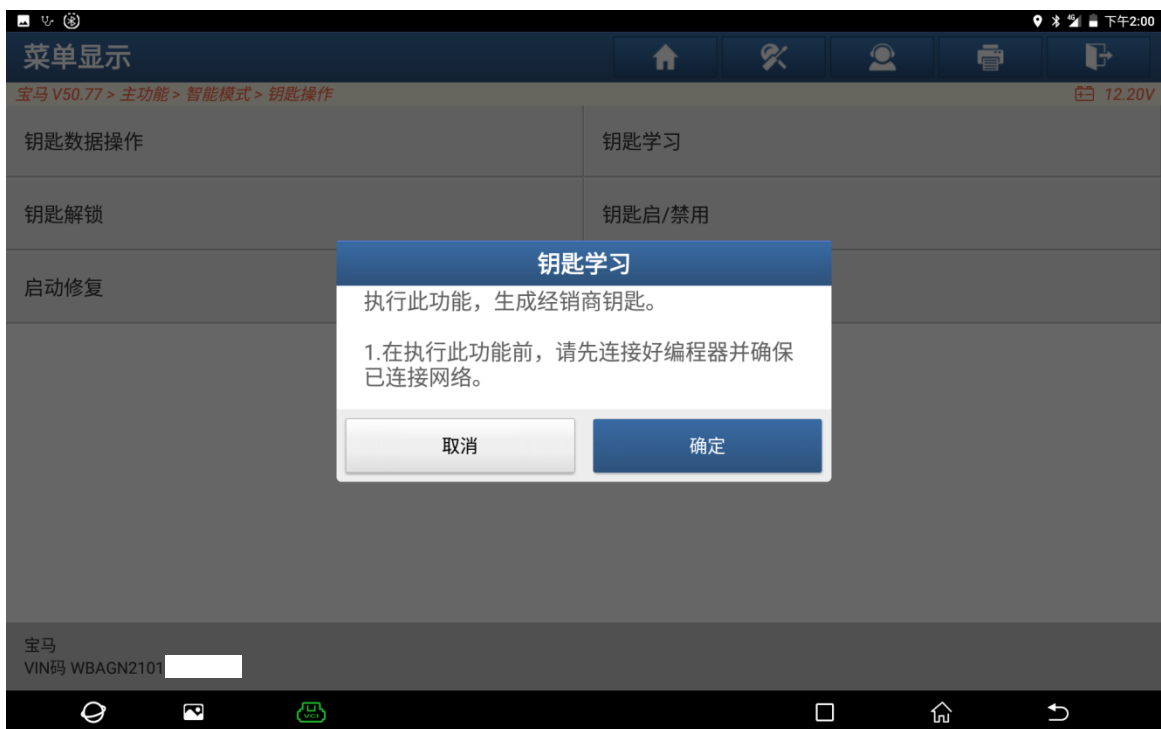 4G
下午2:00
菜单显示
宝马 V50.77 > 主功能 > 智能模式 > 钥匙操作
12.20V
钥匙数据操作
钥匙学习
钥匙解锁
钥匙启/禁用
启动修复
钥匙学习
执行此功能，生成经销商钥匙。
1.在执行此功能前，请先连接好编程器并确保
已连接网络。
取消
确定
宝马
VIN码 WBAGN2101
VCI